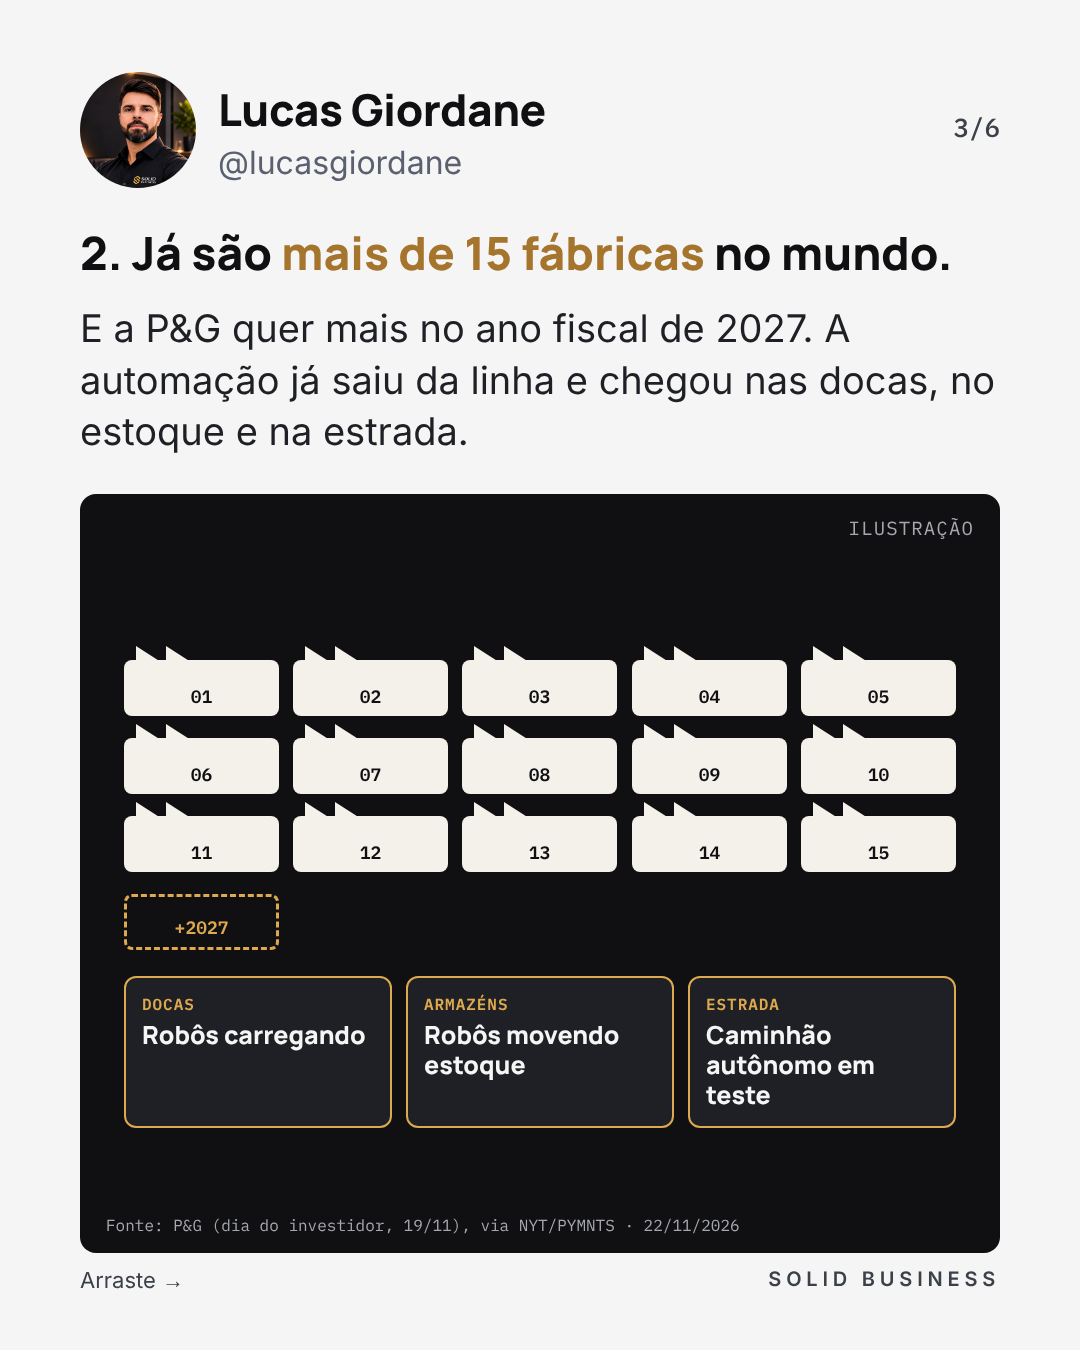 Lucas Giordane
@lucasgiordane
3/6
2. Já são mais de 15 fábricas no mundo.
E a P&G quer mais no ano fiscal de 2027. A
automação já saiu da linha e chegou nas docas, no
estoque e na estrada.
ILUSTRAÇÃO
01 02 03 04 05
06 07 08 09 10
11 12 13 14 15
+2027
DOCAS
Robôs carregando
ARMAZÉNS
Robôs movendo
estoque
ESTRADA
Caminhão
autônomo em
teste
Fonte: P&G (dia do investidor, 19/11), via NYT/PYMNTS · 22/11/2026
Arraste →
SOLID BUSINESS